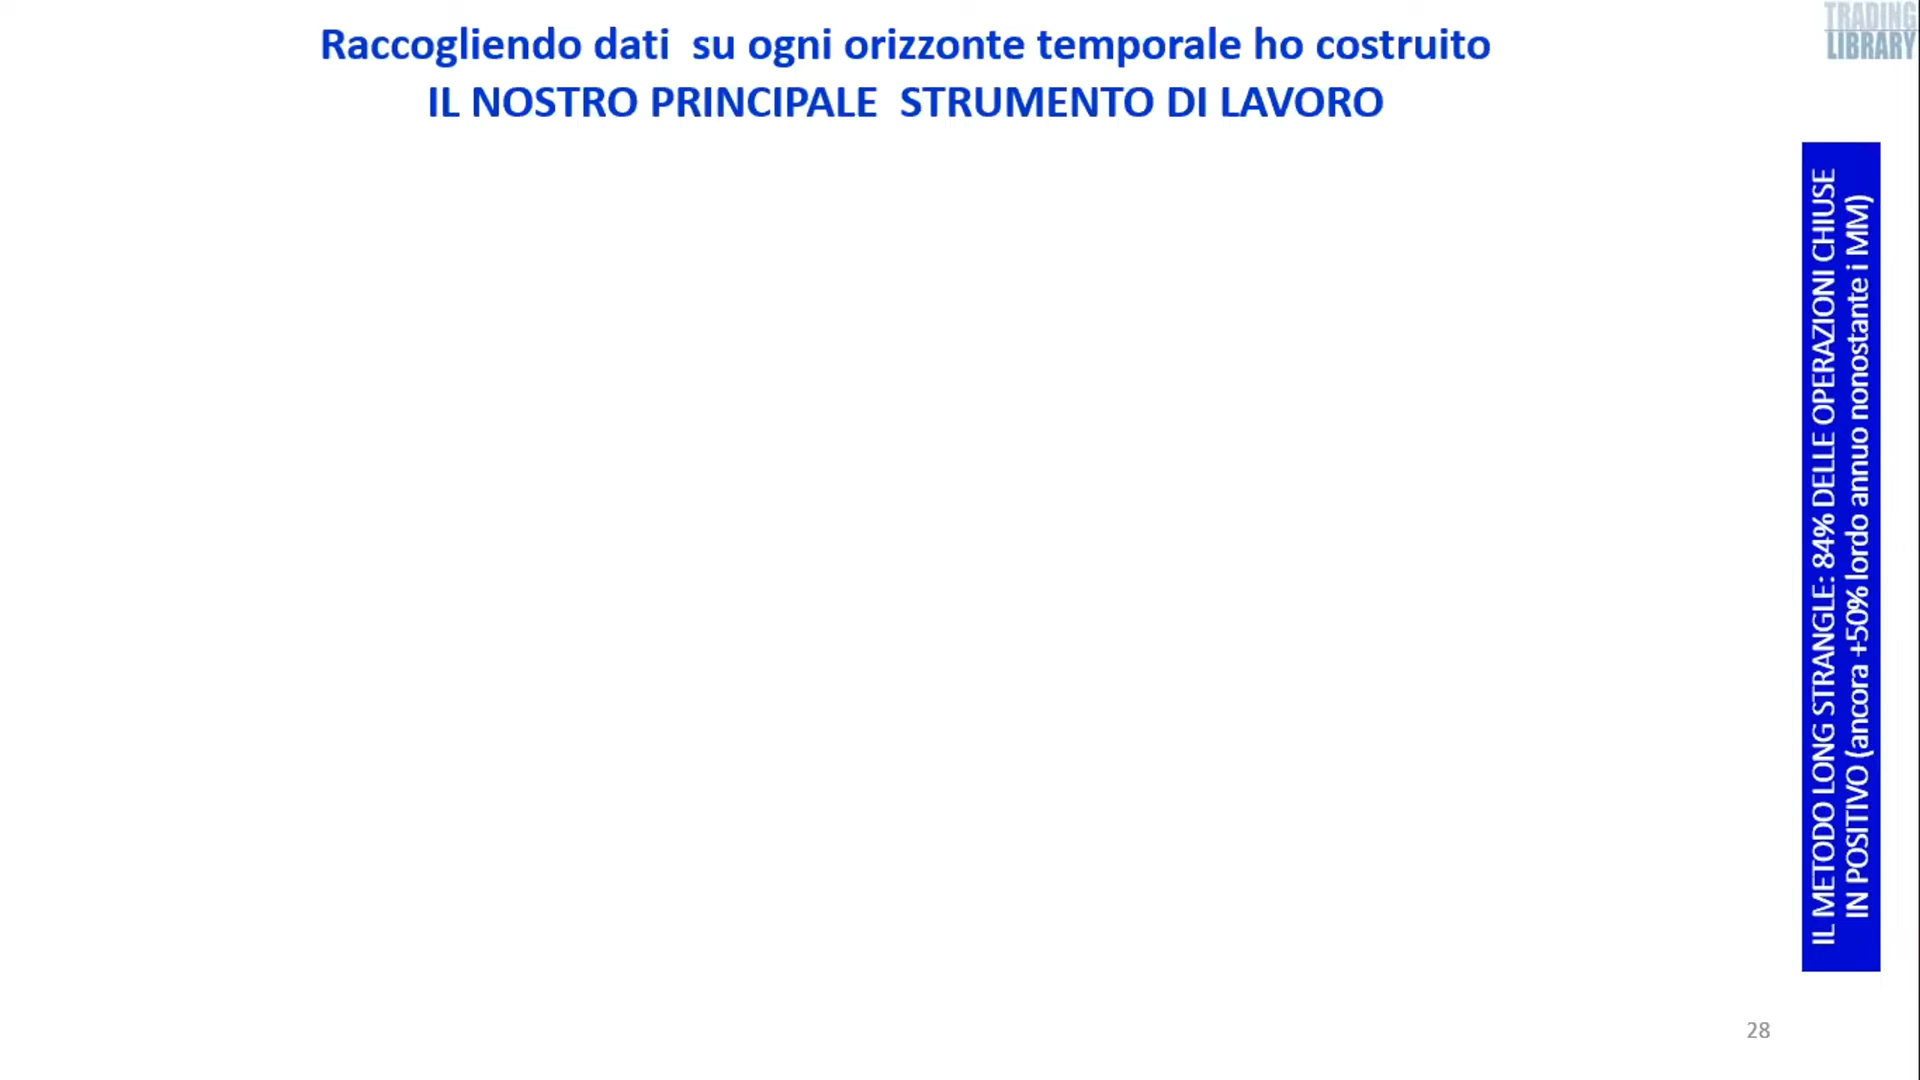 Raccogliendo dati  su ogni orizzonte temporale ho costruito
IL NOSTRO PRINCIPALE  STRUMENTO DI LAVORO
TRADING
LIBRARY
IL METODO LONG STRANGLE: 84% DELLE OPERAZIONI CHIUSE
IN POSITIVO (ancora +50% lordo annuo nonostante i MM)
28